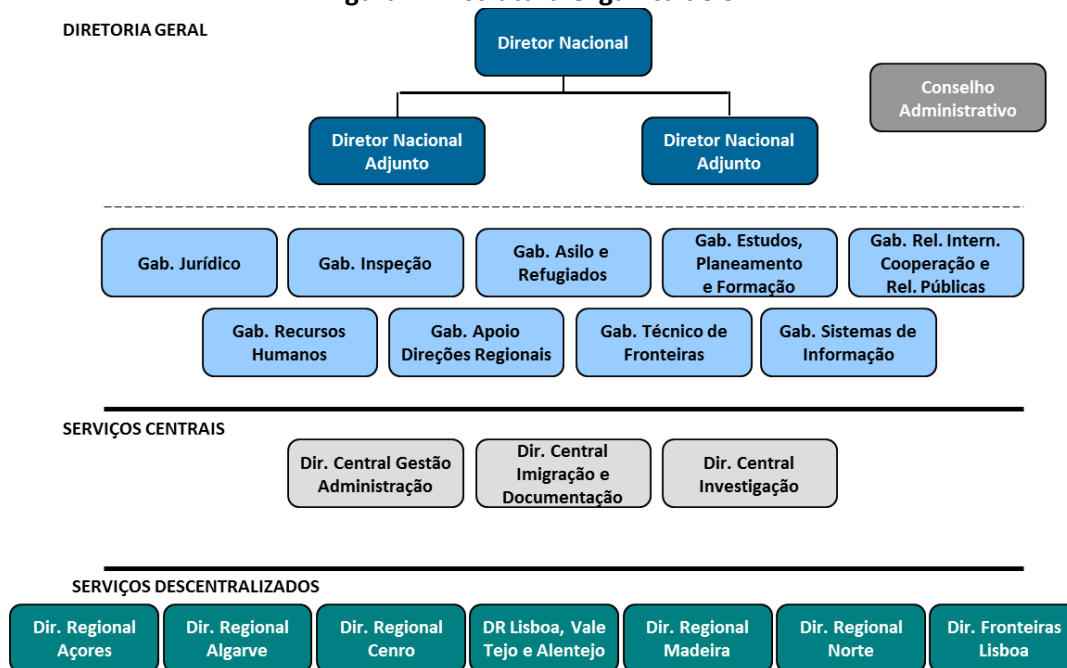 DIRETORIA GERAL
Diretor Nacional
Conselho
Administrativo
Diretor Nacional
Adjunto
Diretor Nacional
Adjunto
Gab. Jurídico
Gab. Inspeção
Gab. Asilo e
Refugiados
Gab. Estudos,
Planeamento
e Formação
Gab. Rel. Intern.
Cooperação e
Rel. Públicas
Gab. Recursos
Humanos
Gab. Apoio
Direções Regionais
Gab. Técnico de
Fronteiras
Gab. Sistemas de
Informação
SERVIÇOS CENTRAIS
Dir. Central Gestão
Administração
Dir. Central
Imigração e
Documentação
Dir. Central
Investigação
SERVIÇOS DESCENTRALIZADOS
Dir. Regional
Açores
Dir. Regional
Algarve
Dir. Regional
Cenro
DR Lisboa, Vale
Tejo e Alentejo
Dir. Regional
Madeira
Dir. Regional
Norte
Dir. Fronteiras
Lisboa